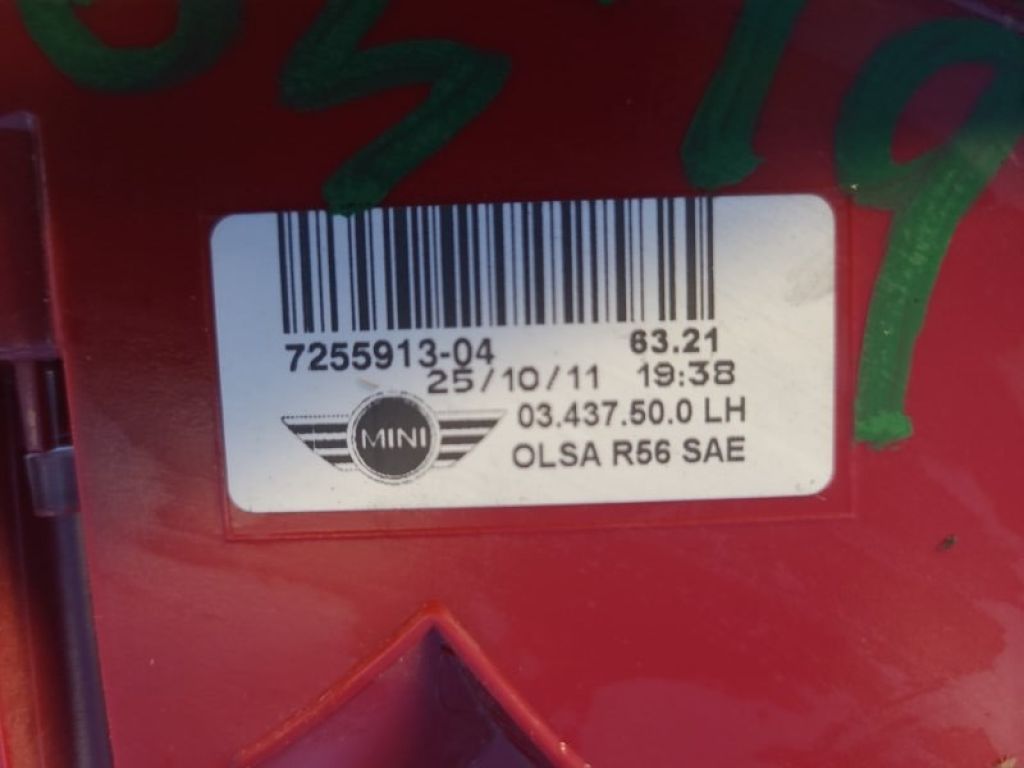 7255913-04
63.21
25/10/11 19:38
MINI
03.437.50.0 LH
OLSA R56 SAE